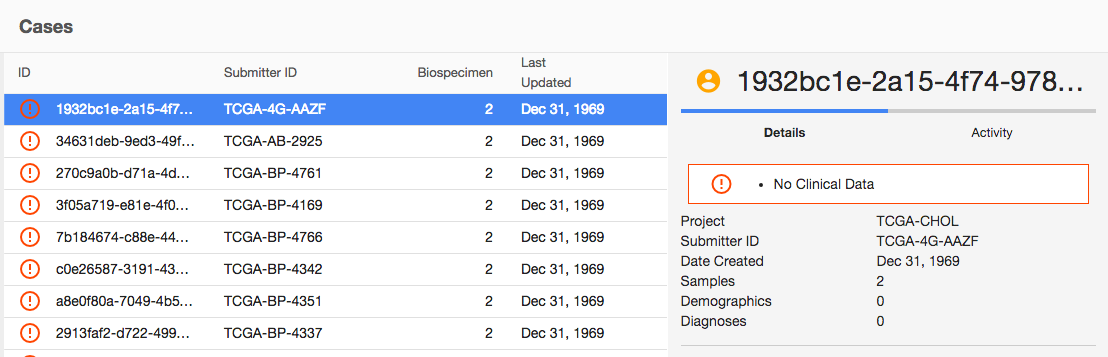 Cases
ID Submitter ID Biospecimen Last Updated
1932bc1e-2a15-4f7... TCGA-4G-AAZF 2 Dec 31, 1969
34631deb-9ed3-49f... TCGA-AB-2925 2 Dec 31, 1969
270c9a0b-d71a-4d... TCGA-BP-4761 2 Dec 31, 1969
3f05a719-e81e-4f0... TCGA-BP-4169 2 Dec 31, 1969
7b184674-c88e-44... TCGA-BP-4766 2 Dec 31, 1969
c0e26587-3191-43... TCGA-BP-4342 2 Dec 31, 1969
a8e0f80a-7049-4b5... TCGA-BP-4351 2 Dec 31, 1969
2913faf2-d722-499... TCGA-BP-4337 2 Dec 31, 1969
1932bc1e-2a15-4f74-978...
Details Activity
• No Clinical Data
Project TCGA-CHOL
Submitter ID TCGA-4G-AAZF
Date Created Dec 31, 1969
Samples 2
Demographics 0
Diagnoses 0